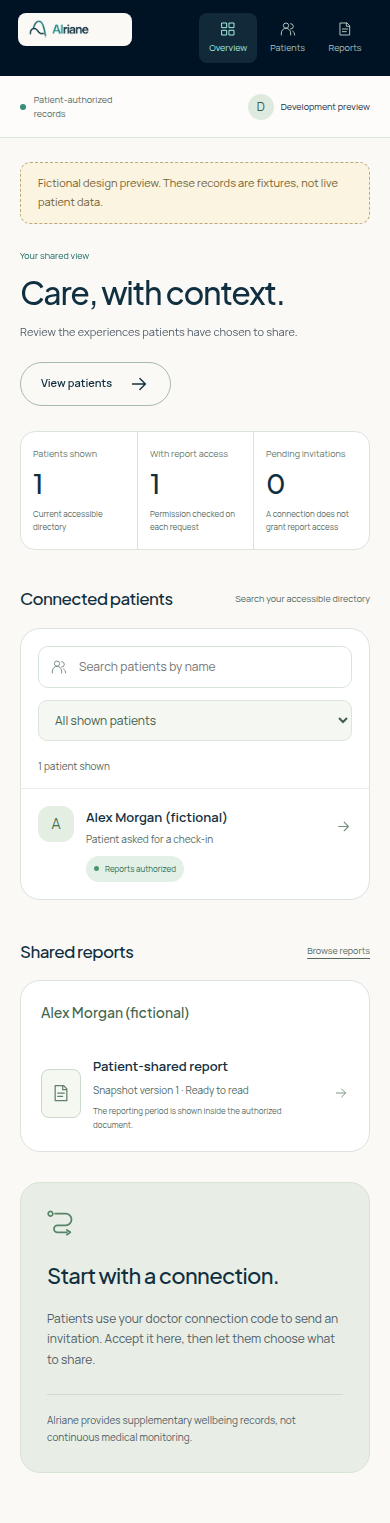 AIriane
Overview
Patients
Reports
Patient-authorized
records
D
Development preview
Fictional design preview. These records are fixtures, not live
patient data.
Your shared view
Care, with context.
Review the experiences patients have chosen to share.
View patients
Patients shown
1
Current accessible
directory
With report access
1
Permission checked on
each request
Pending invitations
0
A connection does not
grant report access
Connected patients
Search your accessible directory
Search patients by name
All shown patients
1 patient shown
A
Alex Morgan (fictional)
Patient asked for a check-in
Reports authorized
Shared reports
Browse reports
Alex Morgan (fictional)
Patient-shared report
Snapshot version 1 · Ready to read
The reporting period is shown inside the authorized
document.
Start with a connection.
Patients use your doctor connection code to send an
invitation. Accept it here, then let them choose what
to share.
AIriane provides supplementary wellbeing records, not
continuous medical monitoring.